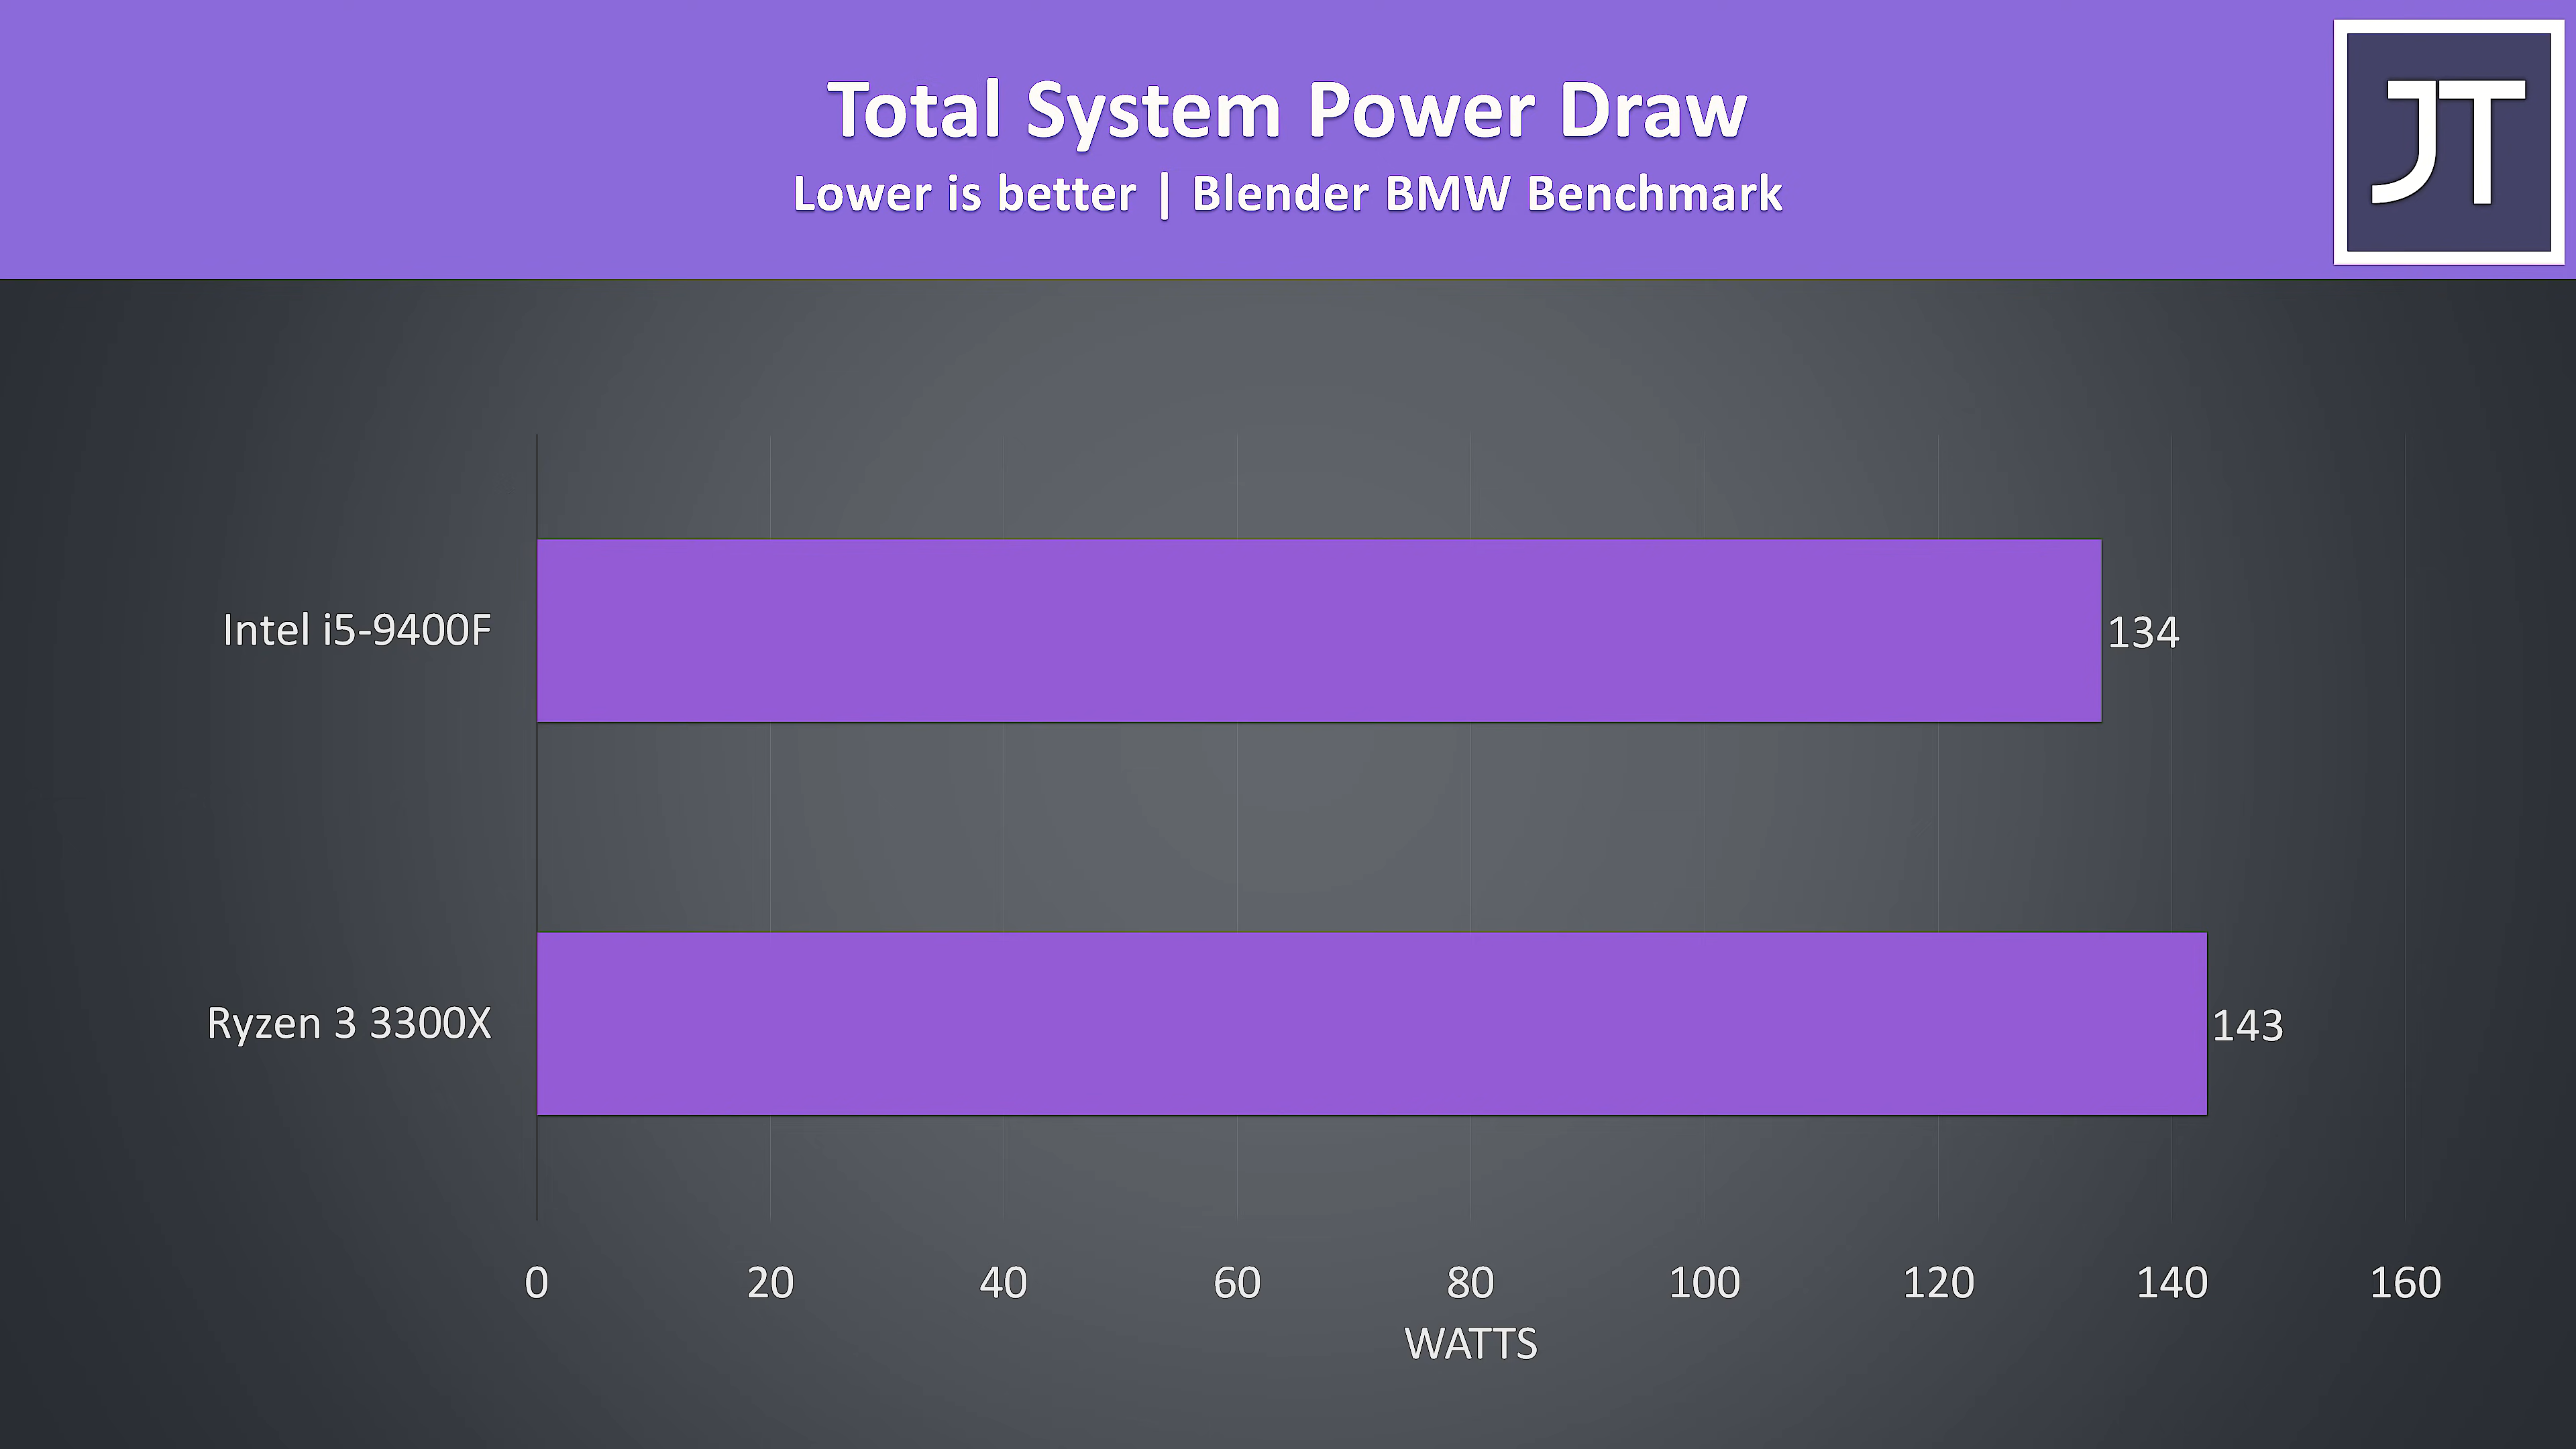 Total System Power Draw
Lower is better | Blender BMW Benchmark
JT
Intel i5-9400F
134
Ryzen 3 3300X
143
0 20 40 60 80 100 120 140 160
WATTS